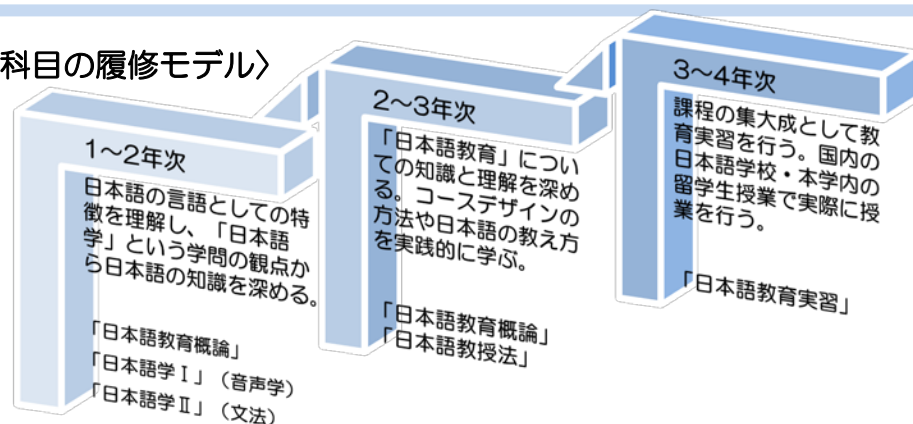 科目の履修モデル〉
1～2年次
日本語の言語としての特
徴を理解し、「日本語
学」という学問の観点か
ら日本語の知識を深める。
「日本語教育概論」
「日本語学Ⅰ」（音声学）
「日本語学Ⅱ」（文法）
2～3年次
「日本語教育」につい
ての知識と理解を深め
る。コースデザインの
方法や日本語の教え方
を実践的に学ぶ。
「日本語教育概論」
「日本語教授法」
3～4年次
課程の集大成として教
育実習を行う。国内の
日本語学校・本学内の
留学生授業で実際に授
業を行う。
「日本語教育実習」